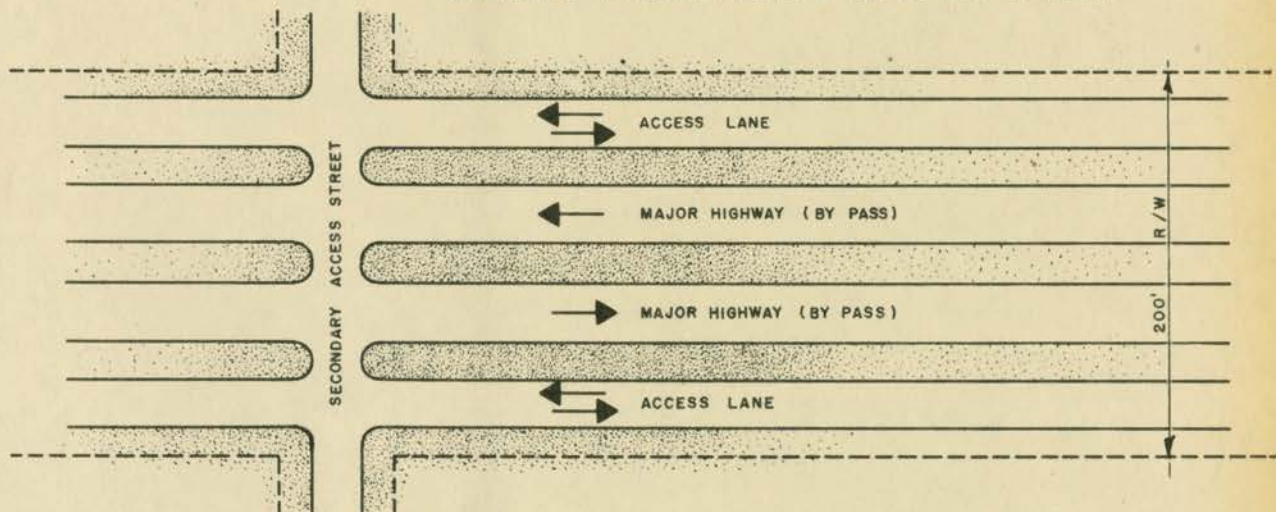 ACCESS LANE
SECONDARY ACCESS STREET
MAJOR HIGHWAY (BY PASS)
200' R/W
MAJOR HIGHWAY (BY PASS)
ACCESS LANE